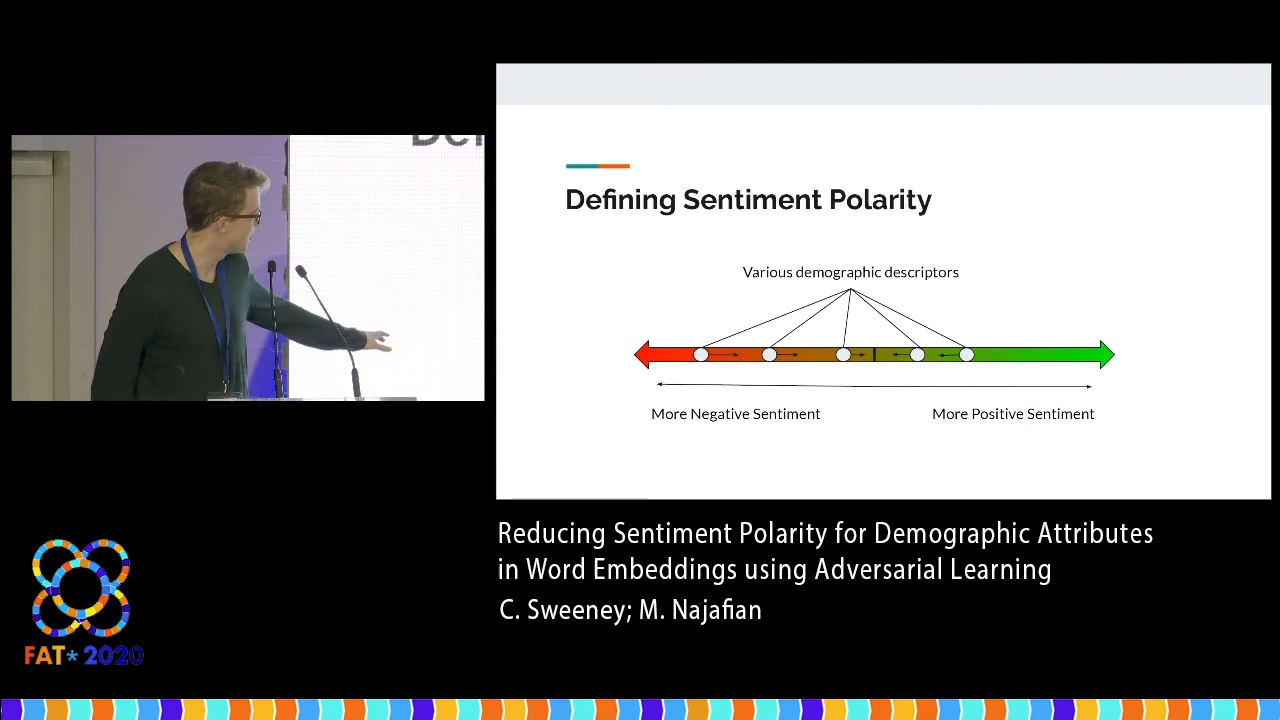 Defining Sentiment Polarity
Various demographic descriptors
More Negative Sentiment
More Positive Sentiment
Reducing Sentiment Polarity for Demographic Attributes
in Word Embeddings using Adversarial Learning
C. Sweeney; M. Najafian
FAT* 2020